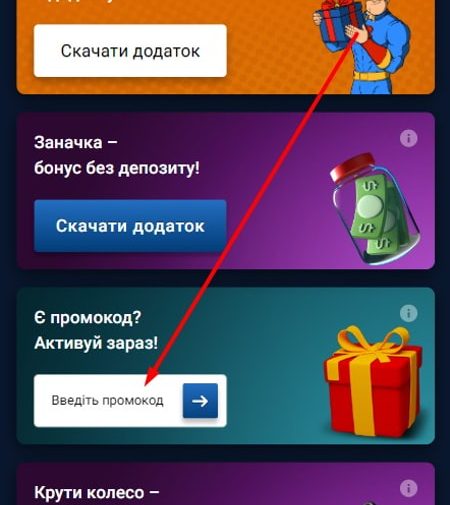 Скачати додаток
Заначка –
бонус без депозиту!
Скачати додаток
Є промокод?
Активуй зараз!
Введіть промокод
Крути колесо –